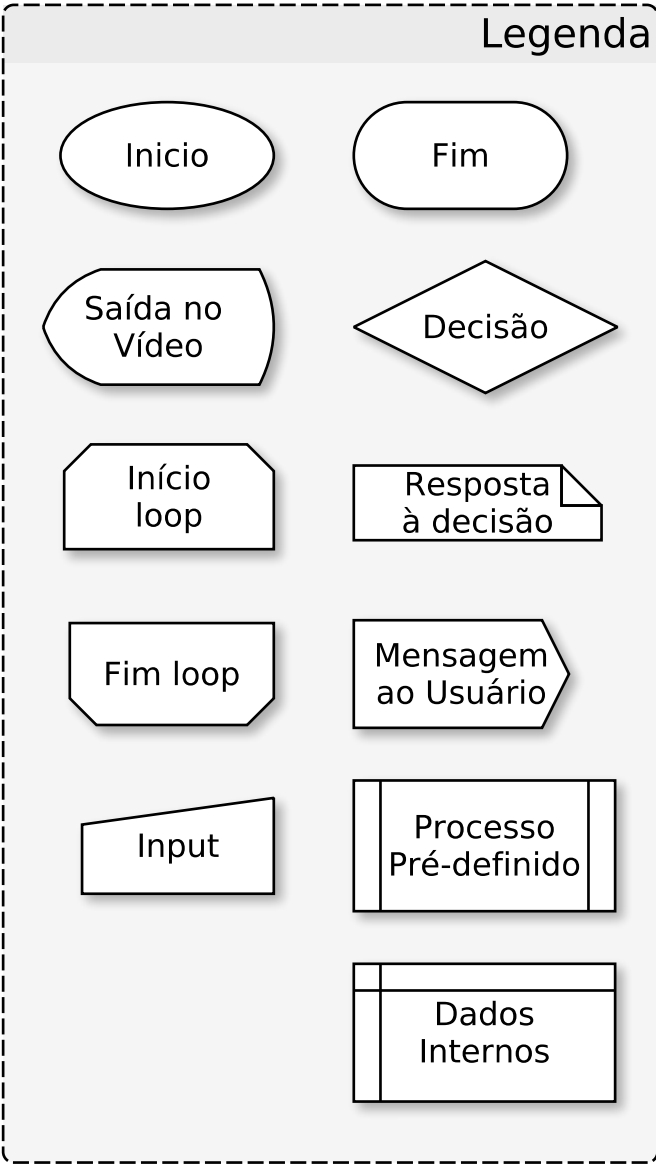 Legenda
Inicio
Fim
Saída no
Vídeo
Decisão
Início
loop
Resposta
à decisão
Fim loop
Mensagem
ao Usuário
Input
Processo
Pré-definido
Dados
Internos